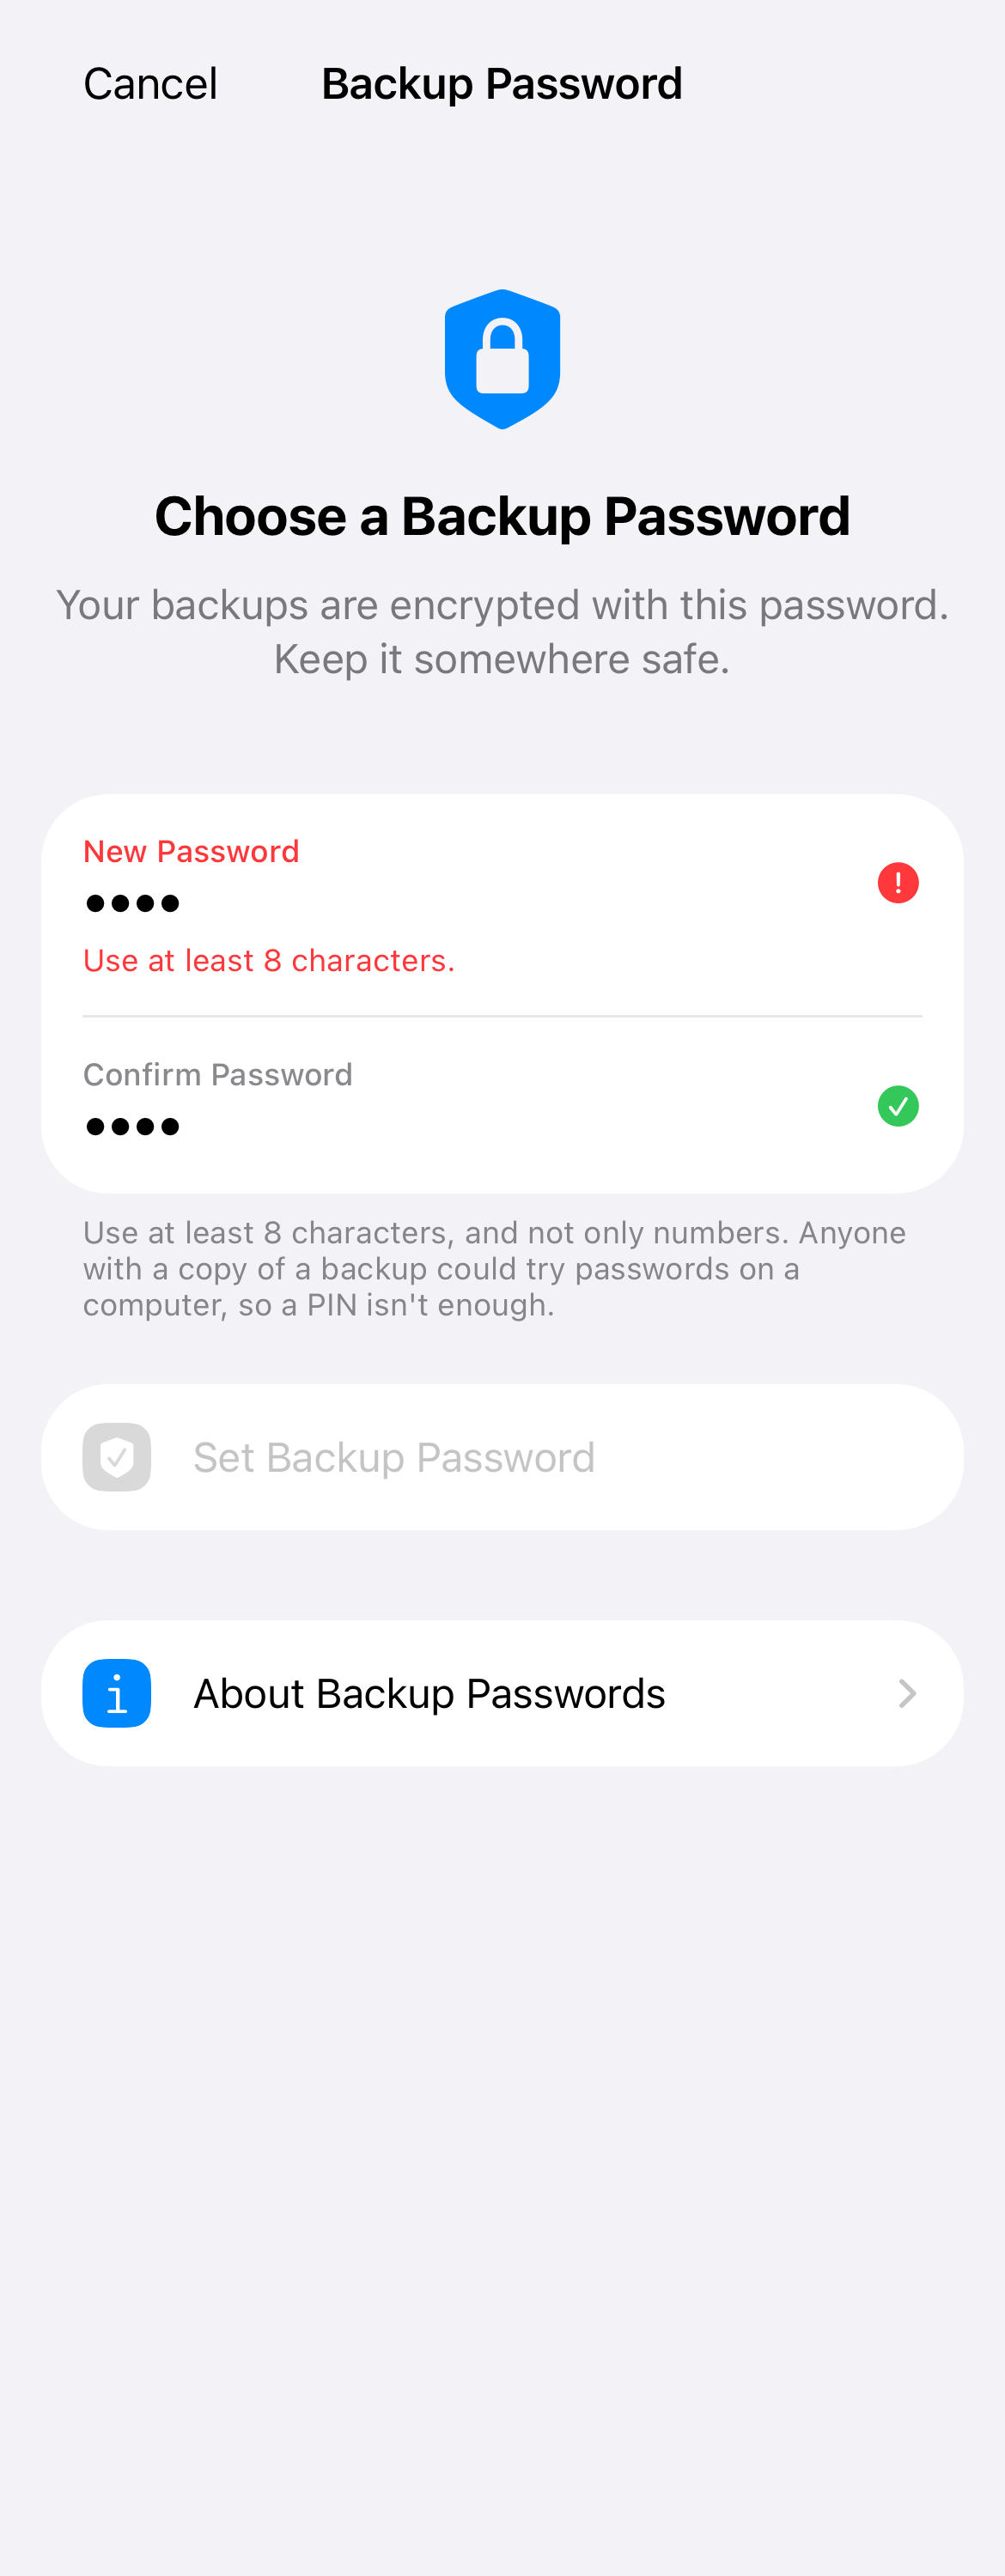 Cancel
Backup Password
Choose a Backup Password
Your backups are encrypted with this password.
Keep it somewhere safe.
New Password
••••
Use at least 8 characters.
Confirm Password
••••
Use at least 8 characters, and not only numbers. Anyone
with a copy of a backup could try passwords on a
computer, so a PIN isn't enough.
Set Backup Password
About Backup Passwords